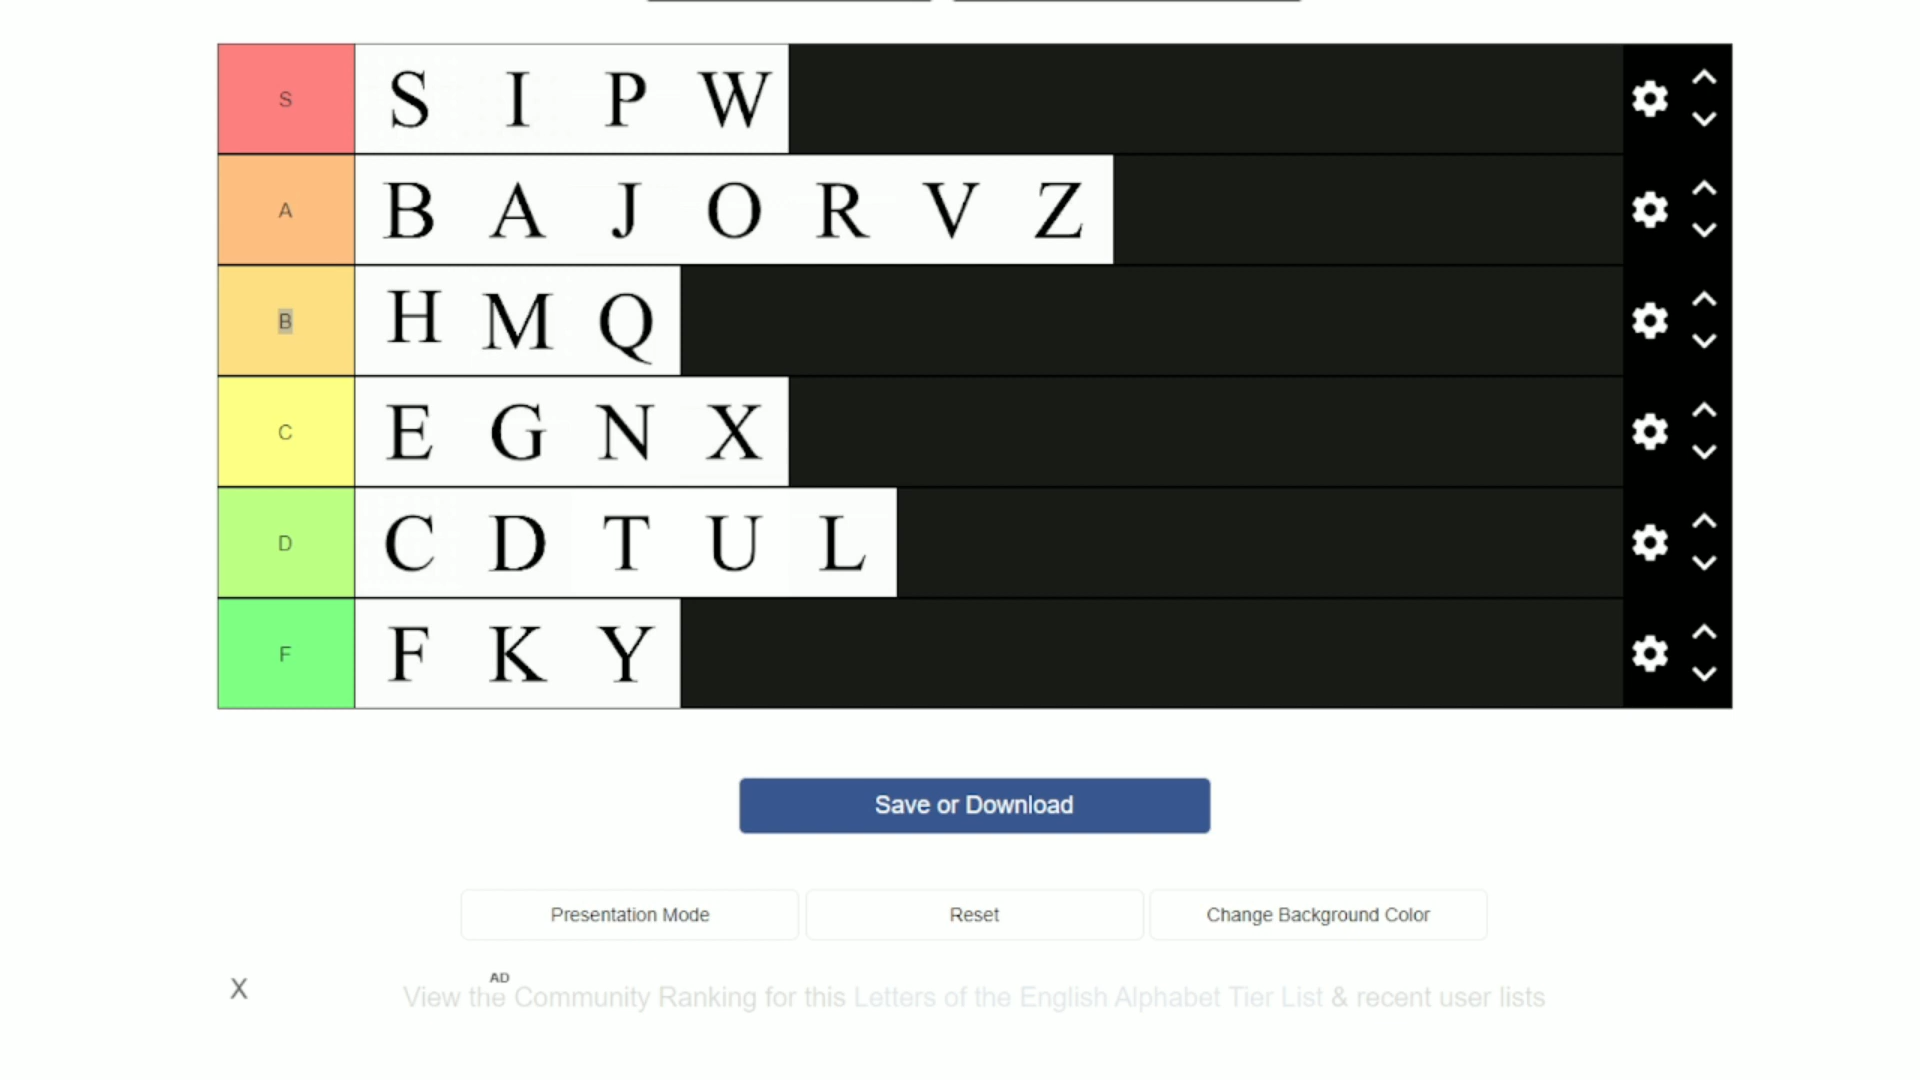 S S I P W
A B A J O R V Z
B H M Q
C E G N X
D C D T U L
F F K Y
Save or Download
Presentation Mode Reset Change Background Color
AD
X View the Community Ranking for this Letters of the English Alphabet Tier List & recent user lists